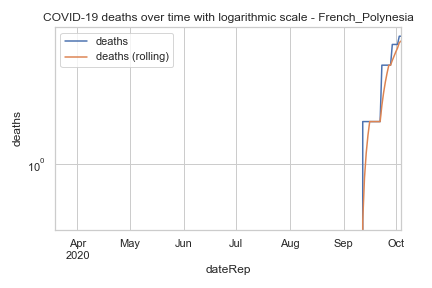 COVID-19 deaths over time with logarithmic scale - French_Polynesia
deaths
deaths (rolling)
deaths
10⁰
Apr May Jun Jul Aug Sep Oct
2020
dateRep